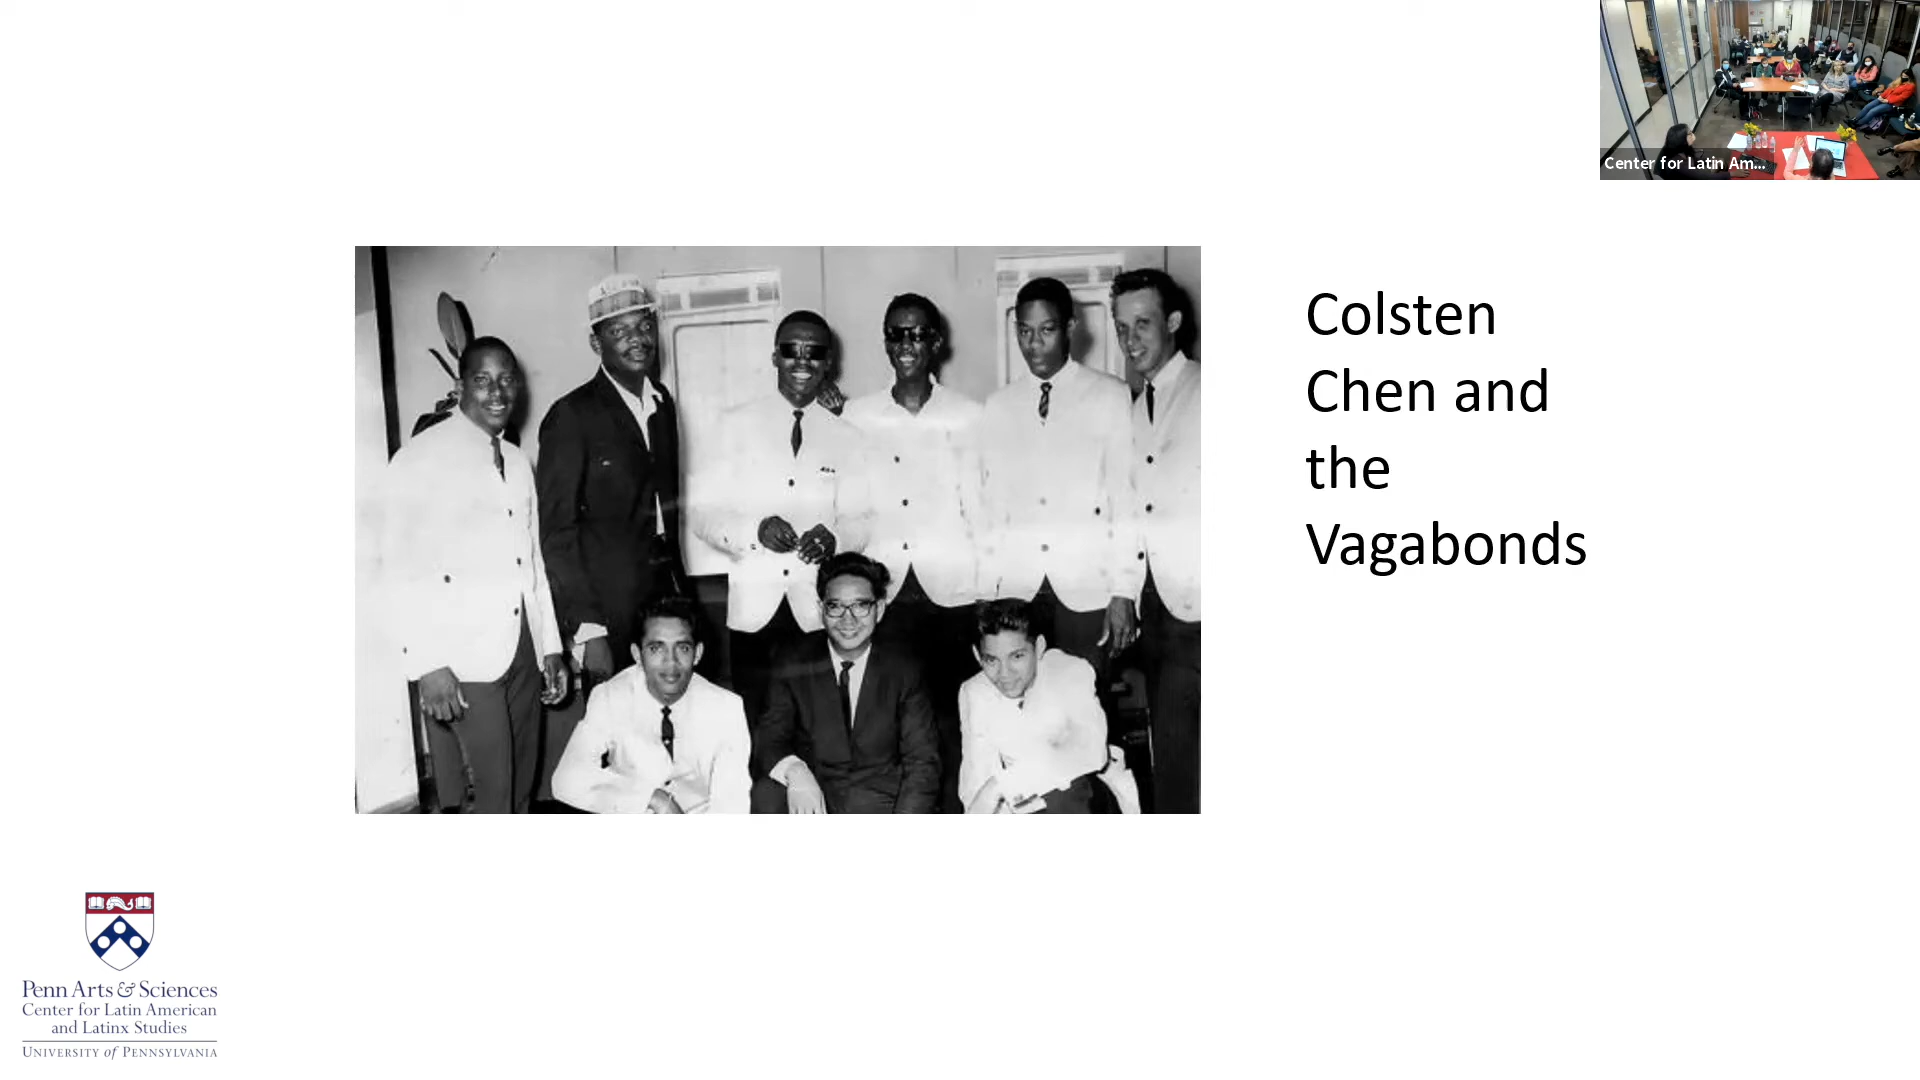 Center for Latin Am...
Colsten
Chen and
the
Vagabonds
Penn Arts & Sciences
Center for Latin American
and Latinx Studies
University of Pennsylvania